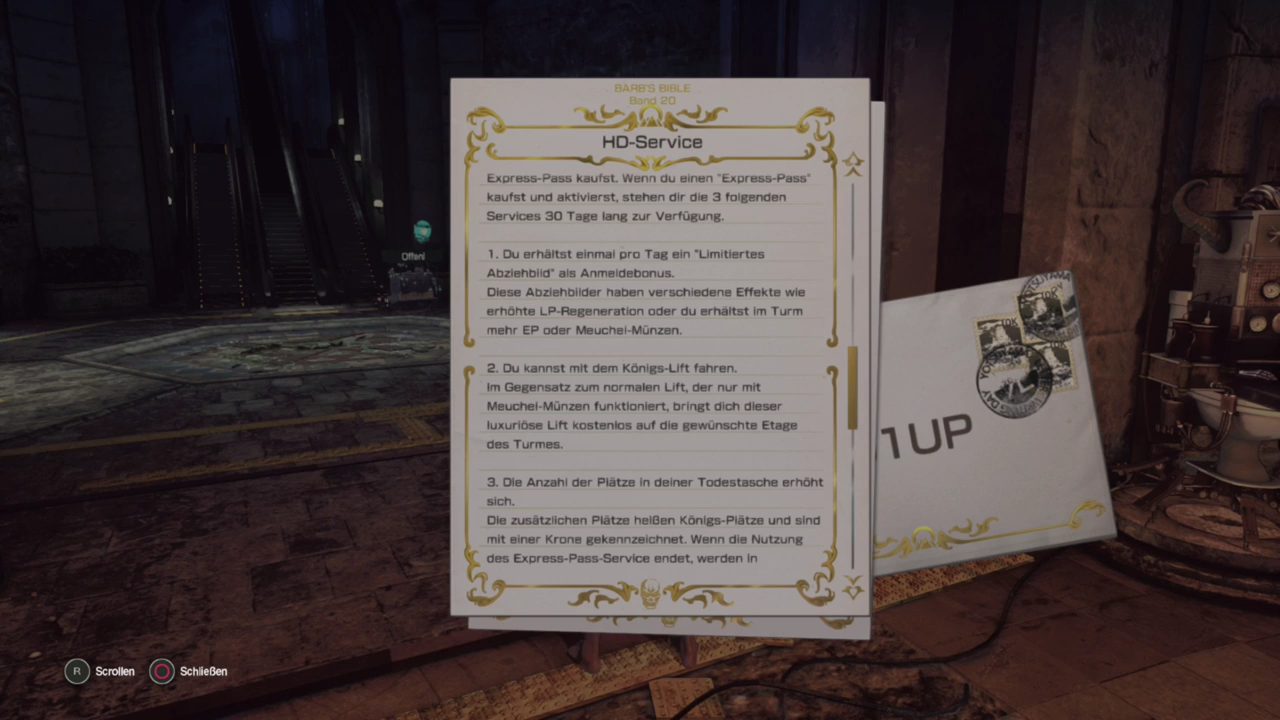 BARB'S BIBLE
Band 20
HD-Service
Express-Pass kaufst. Wenn du einen "Express-Pass"
kaufst und aktivierst, stehen dir die 3 folgenden
Services 30 Tage lang zur Verfügung.
1. Du erhältst einmal pro Tag ein "Limitiertes
Abziehbild" als Anmeldebonus.
Diese Abziehbilder haben verschiedene Effekte wie
erhöhte LP-Regeneration oder du erhältst im Turm
mehr EP oder Meuchel-Münzen.
2. Du kannst mit dem Königs-Lift fahren.
Im Gegensatz zum normalen Lift, der nur mit
Meuchel-Münzen funktioniert, bringt dich dieser
luxuriöse Lift kostenlos auf die gewünschte Etage
des Turmes.
3. Die Anzahl der Plätze in deiner Todestasche erhöht
sich.
Die zusätzlichen Plätze heißen Königs-Plätze und sind
mit einer Krone gekennzeichnet. Wenn die Nutzung
des Express-Pass-Service endet, werden in
Offen!
1UP
R Scrollen
Schließen